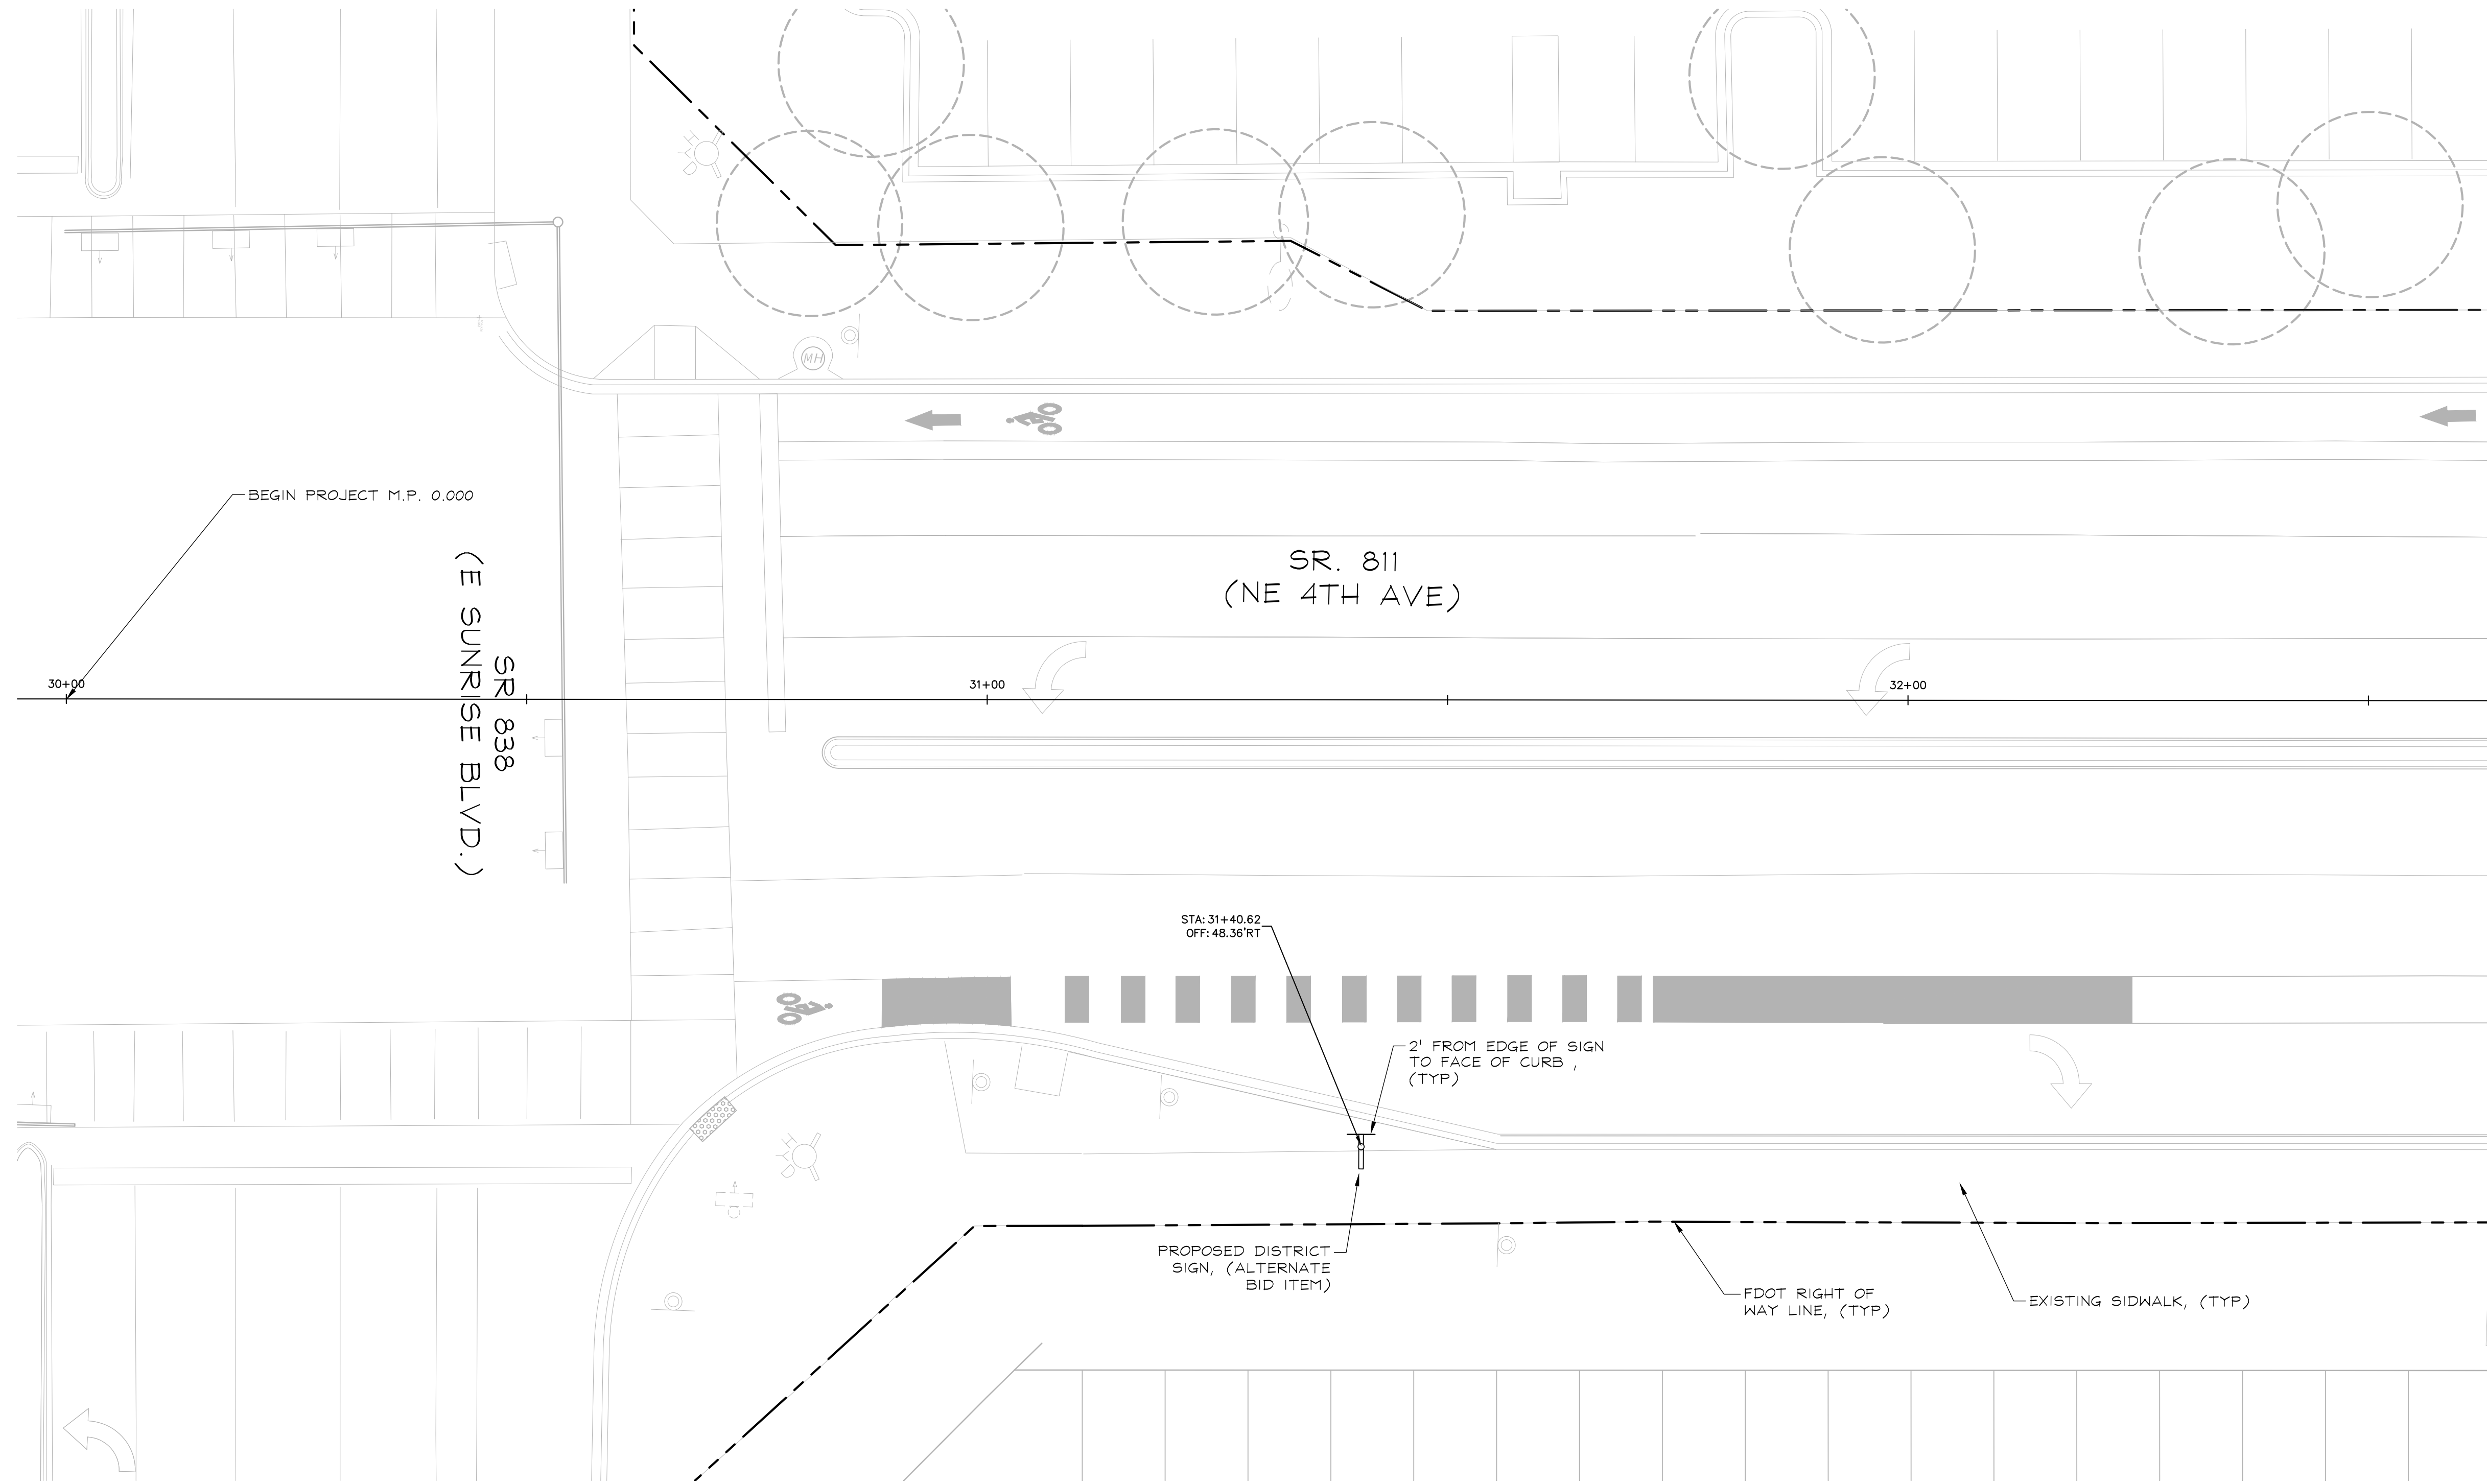 HYD
MH
BEGIN PROJECT M.P. 0.000
SR. 811
(NE 4TH AVE)
SR 838
(E SUNRISE BLVD.)
30+00
31+00
32+00
STA: 31+40.62
OFF: 48.36'RT
2' FROM EDGE OF SIGN
TO FACE OF CURB ,
(TYP)
HYD
PROPOSED DISTRICT
SIGN, (ALTERNATE
BID ITEM)
FDOT RIGHT OF
WAY LINE, (TYP)
EXISTING SIDWALK, (TYP)